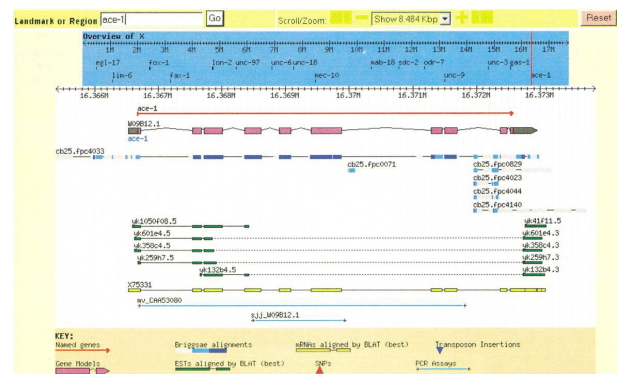 Landmark or Region ace-1 Go Scroll/Zoom: Show 8.484 Kbp Reset
Overview of X
1M 2M 3M 4M 5M 6M 7M 8M 9M 10M 11M 12M 13M 14M 15M 16M 17M
egl-17 fox-1 lon-2 unc-97 unc-6 unc-18 mab-18 sdc-2 odr-7 unc-3 gas-1
lim-6 fax-1 mec-10 unc-9 ace-1
16.366M 16.367M 16.368M 16.369M 16.37M 16.371M 16.372M 16.373M
ace-1
W09B12.1
ace-1
cb25.fpc4033
cb25.fpc0071 cb25.fpc0829
cb25.fpc4023
cb25.fpc4044
cb25.fpc4140
yk1050f08.5 yk41f11.5
yk601e4.5 yk601e4.3
yk358c4.5 yk358c4.3
yk259h7.5 yk259h7.3
yk132b4.5 yk132b4.3
X75331
mv_CAA53080
sjj_W09B12.1
KEY:
Named genes Briggsae alignments mRNAs aligned by BLAT (best) Transposon Insertions
Gene Models ESTs aligned by BLAT (best) SNPs PCR Assays